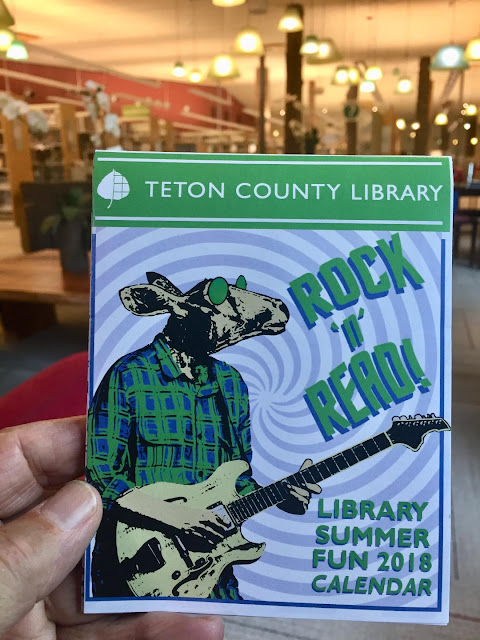 TETON COUNTY LIBRARY
ROCK
'n'
READ!
LIBRARY
SUMMER
FUN 2018
CALENDAR